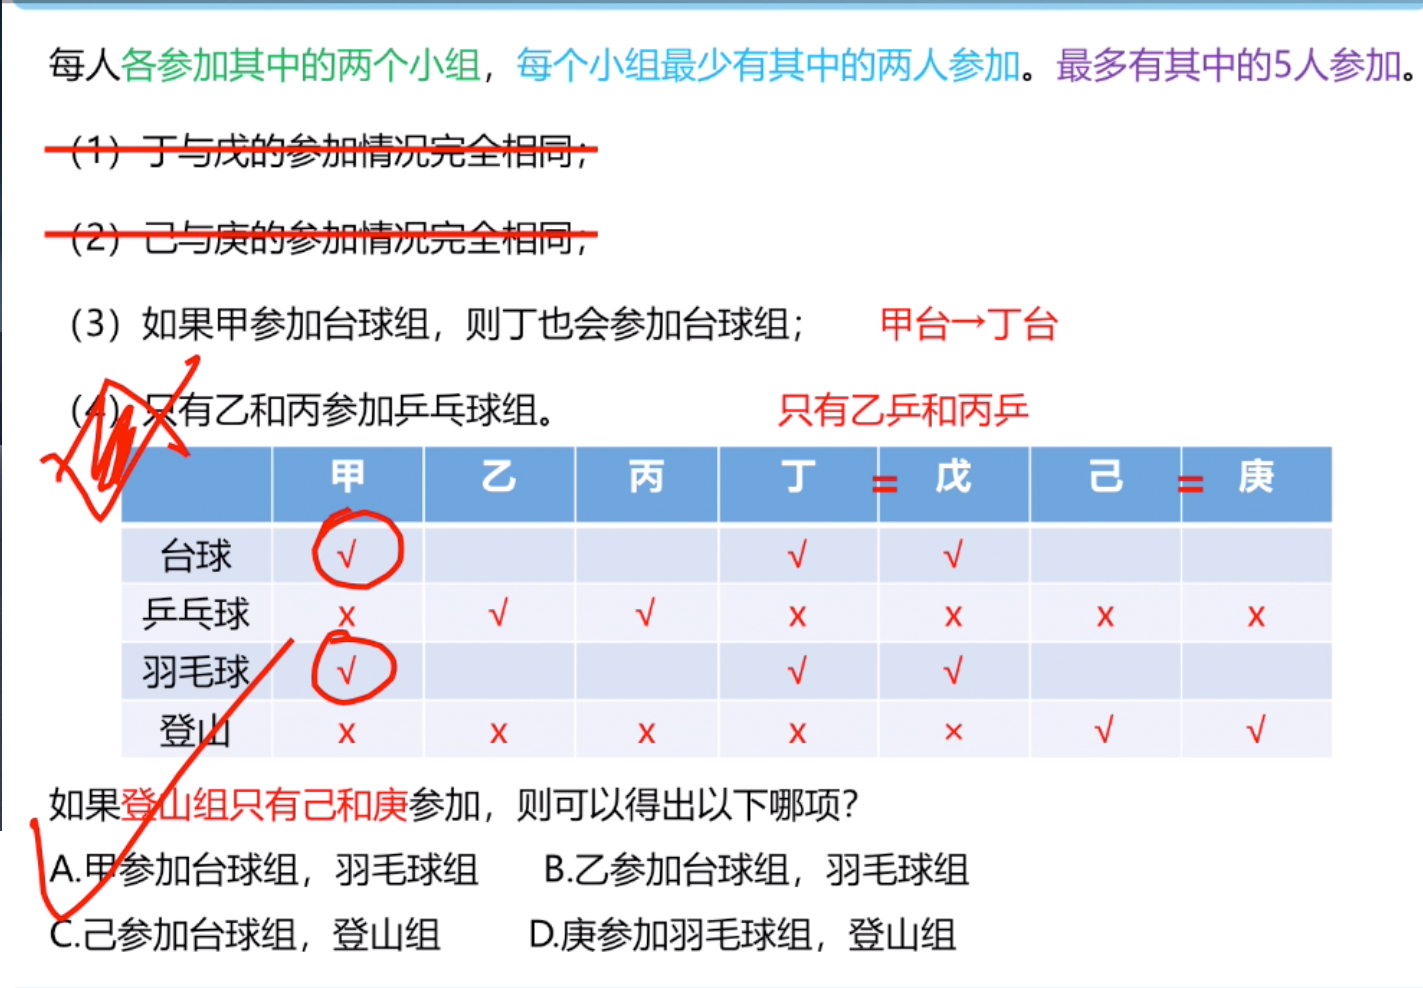 每人各参加其中的两个小组，每个小组最少有其中的两人参加。最多有其中的5人参加。
（1）丁与戊的参加情况完全相同；
（2）己与庚的参加情况完全相同；
（3）如果甲参加台球组，则丁也会参加台球组； 甲台→丁台
（4）只有乙和丙参加乒乓球组。 只有乙乒和丙乒
甲 乙 丙 丁 = 戊 己 = 庚
台球 √ √ √
乒乓球 x √ √ x x x x
羽毛球 √ √ √
登山 x x x x × √ √
如果登山组只有己和庚参加，则可以得出以下哪项？
A.甲参加台球组，羽毛球组 B.乙参加台球组，羽毛球组
C.己参加台球组，登山组 D.庚参加羽毛球组，登山组